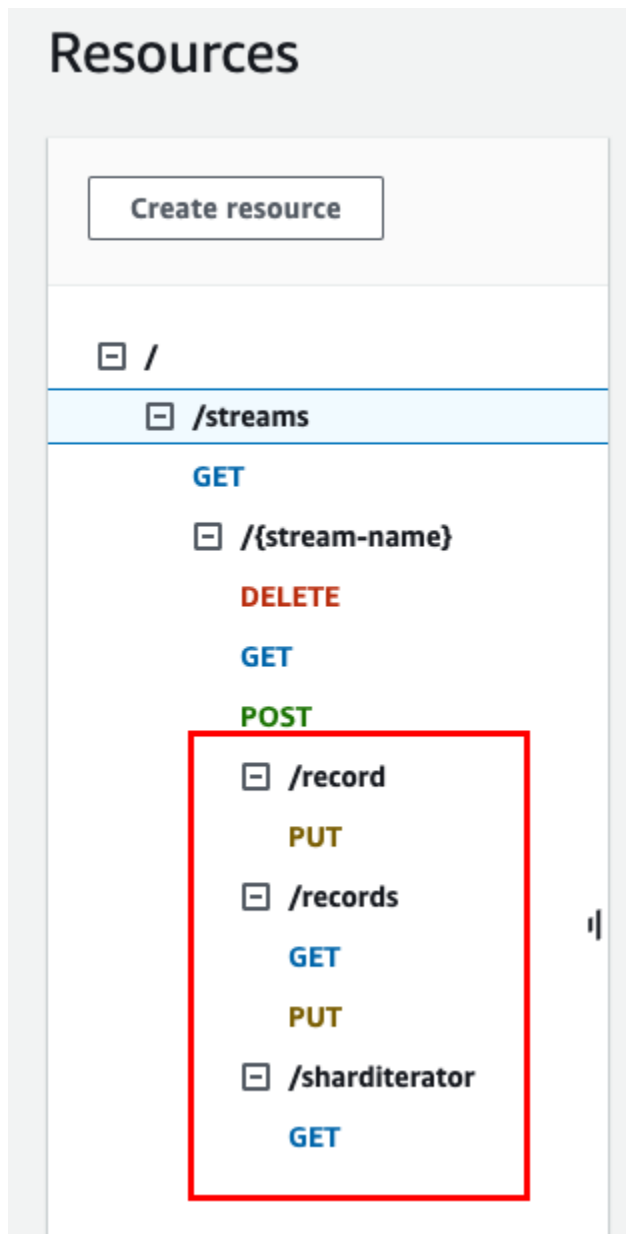 Resources
Create resource
/
/streams
GET
/{stream-name}
DELETE
GET
POST
/record
PUT
/records
GET
PUT
/sharditerator
GET